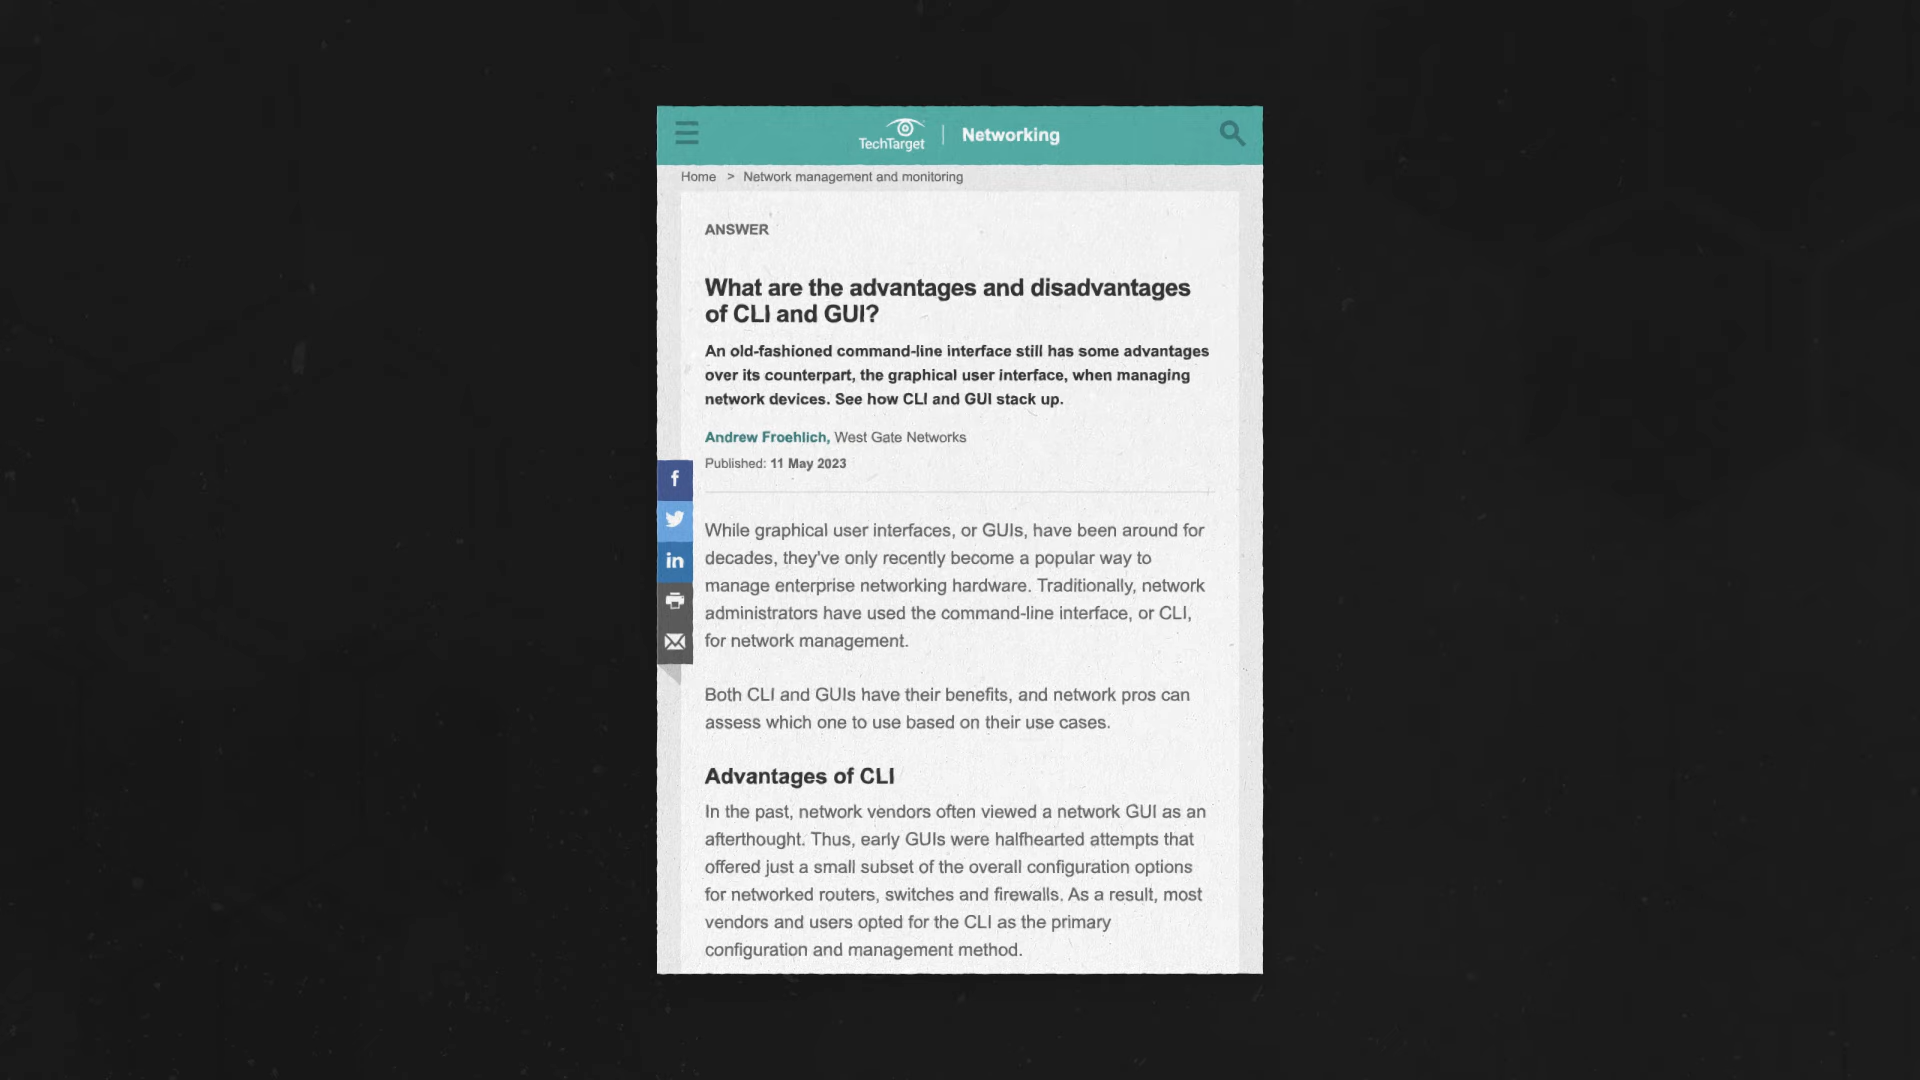 TechTarget | Networking
Home > Network management and monitoring
ANSWER
What are the advantages and disadvantages
of CLI and GUI?
An old-fashioned command-line interface still has some advantages
over its counterpart, the graphical user interface, when managing
network devices. See how CLI and GUI stack up.
Andrew Froehlich, West Gate Networks
Published: 11 May 2023
f
in
While graphical user interfaces, or GUIs, have been around for
decades, they've only recently become a popular way to
manage enterprise networking hardware. Traditionally, network
administrators have used the command-line interface, or CLI,
for network management.
Both CLI and GUIs have their benefits, and network pros can
assess which one to use based on their use cases.
Advantages of CLI
In the past, network vendors often viewed a network GUI as an
afterthought. Thus, early GUIs were halfhearted attempts that
offered just a small subset of the overall configuration options
for networked routers, switches and firewalls. As a result, most
vendors and users opted for the CLI as the primary
configuration and management method.